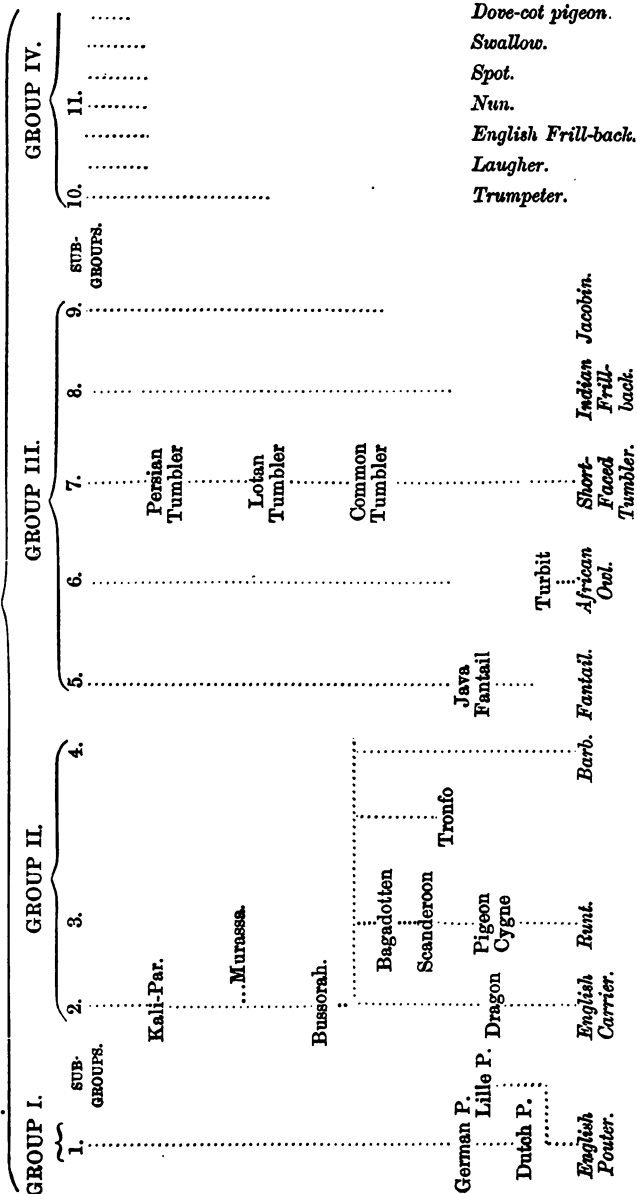 GROUP I.
SUB-
GROUPS.
1.
German P.
Lille P.
Dutch P.
English
Pouter.
GROUP II.
2.
3.
4.
Kali-Par.
Murassa.
Bussorah.
Bagadotten
Scanderoon
Tronfo
Dragon
Pigeon
Cygne
English
Carrier.
Runt.
Barb.
GROUP III.
5.
6.
7.
8.
9.
SUB-
GROUPS.
Persian
Tumbler
Lotan
Tumbler
Common
Tumbler
Java
Fantail
Turbit
Fantail.
African
Owl.
Short-
Faced
Tumbler.
Indian
Frill-
back.
Jacobin.
GROUP IV.
10.
11.
Dove-cot pigeon.
Swallow.
Spot.
Nun.
English Frill-back.
Laugher.
Trumpeter.